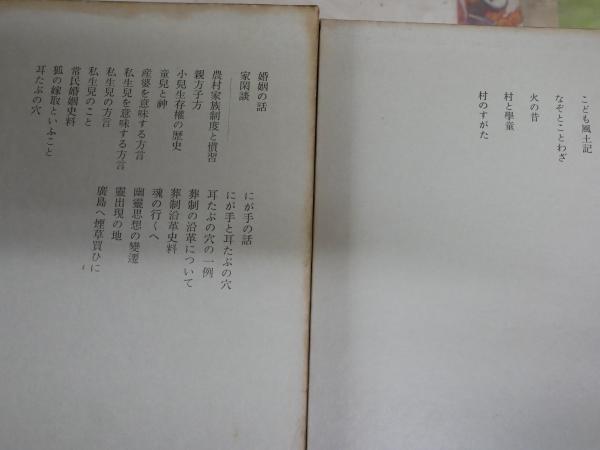 こども風土記
なぞとことわざ
火の昔
村と學童
村のすがた
婚姻の話
家閑談
農村家族制度と慣習
親方子方
小兒生存權の歴史
童兒と神
産婆を意味する方言
私生兒を意味する方言
私生兒の方言
私生兒のこと
常民婚姻史料
狐の嫁取といふこと
耳たぶの穴
にが手の話
にが手と耳たぶの穴
耳たぶの穴の一例
葬制の沿革について
葬制沿革史料
魂の行くへ
幽靈思想の變遷
靈出現の地
廣島へ煙草買ひに